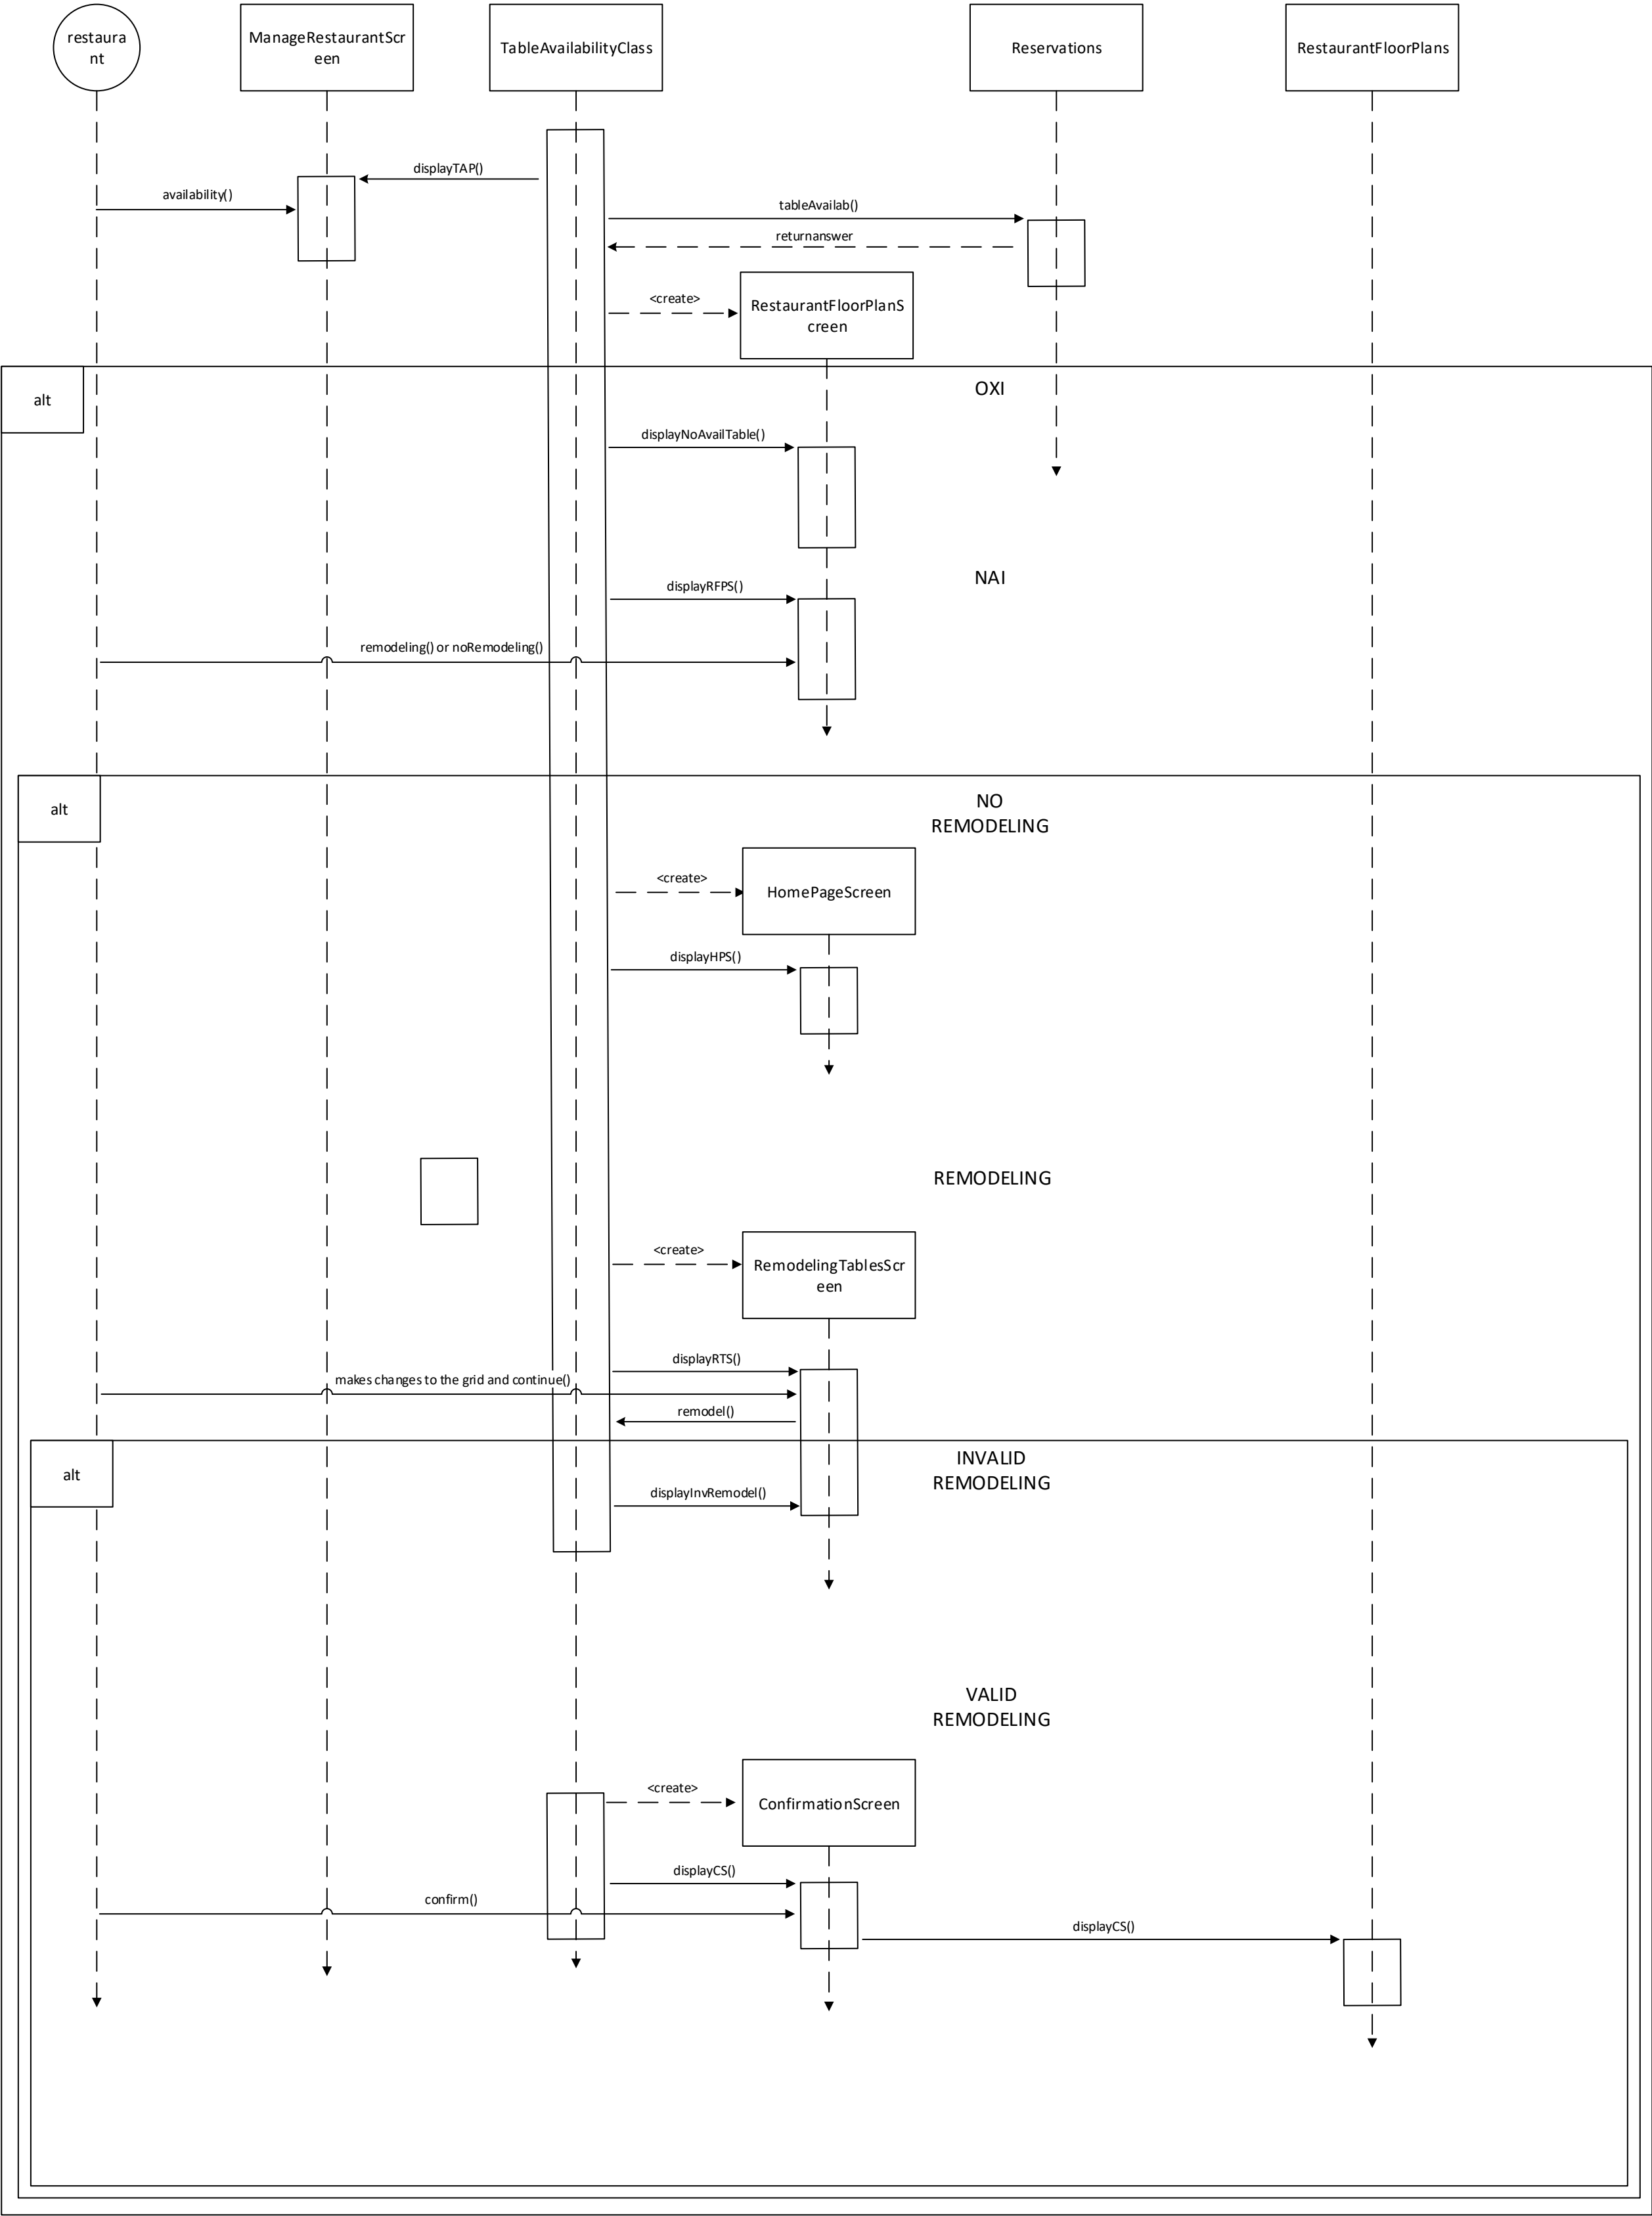 restaura
nt
ManageRestaurantScr
een
TableAvailabilityClass
Reservations
RestaurantFloorPlans
displayTAP()
availability()
tableAvailab()
returnanswer
<create>
RestaurantFloorPlanS
creen
alt
OXI
displayNoAvailTable()
NAI
displayRFPS()
remodeling() or noRemodeling()
alt
NO
REMODELING
<create>
HomePageScreen
displayHPS()
REMODELING
<create>
RemodelingTablesScr
een
displayRTS()
makes changes to the grid and continue()
remodel()
alt
INVALID
REMODELING
displayInvRemodel()
VALID
REMODELING
<create>
ConfirmationScreen
displayCS()
confirm()
displayCS()